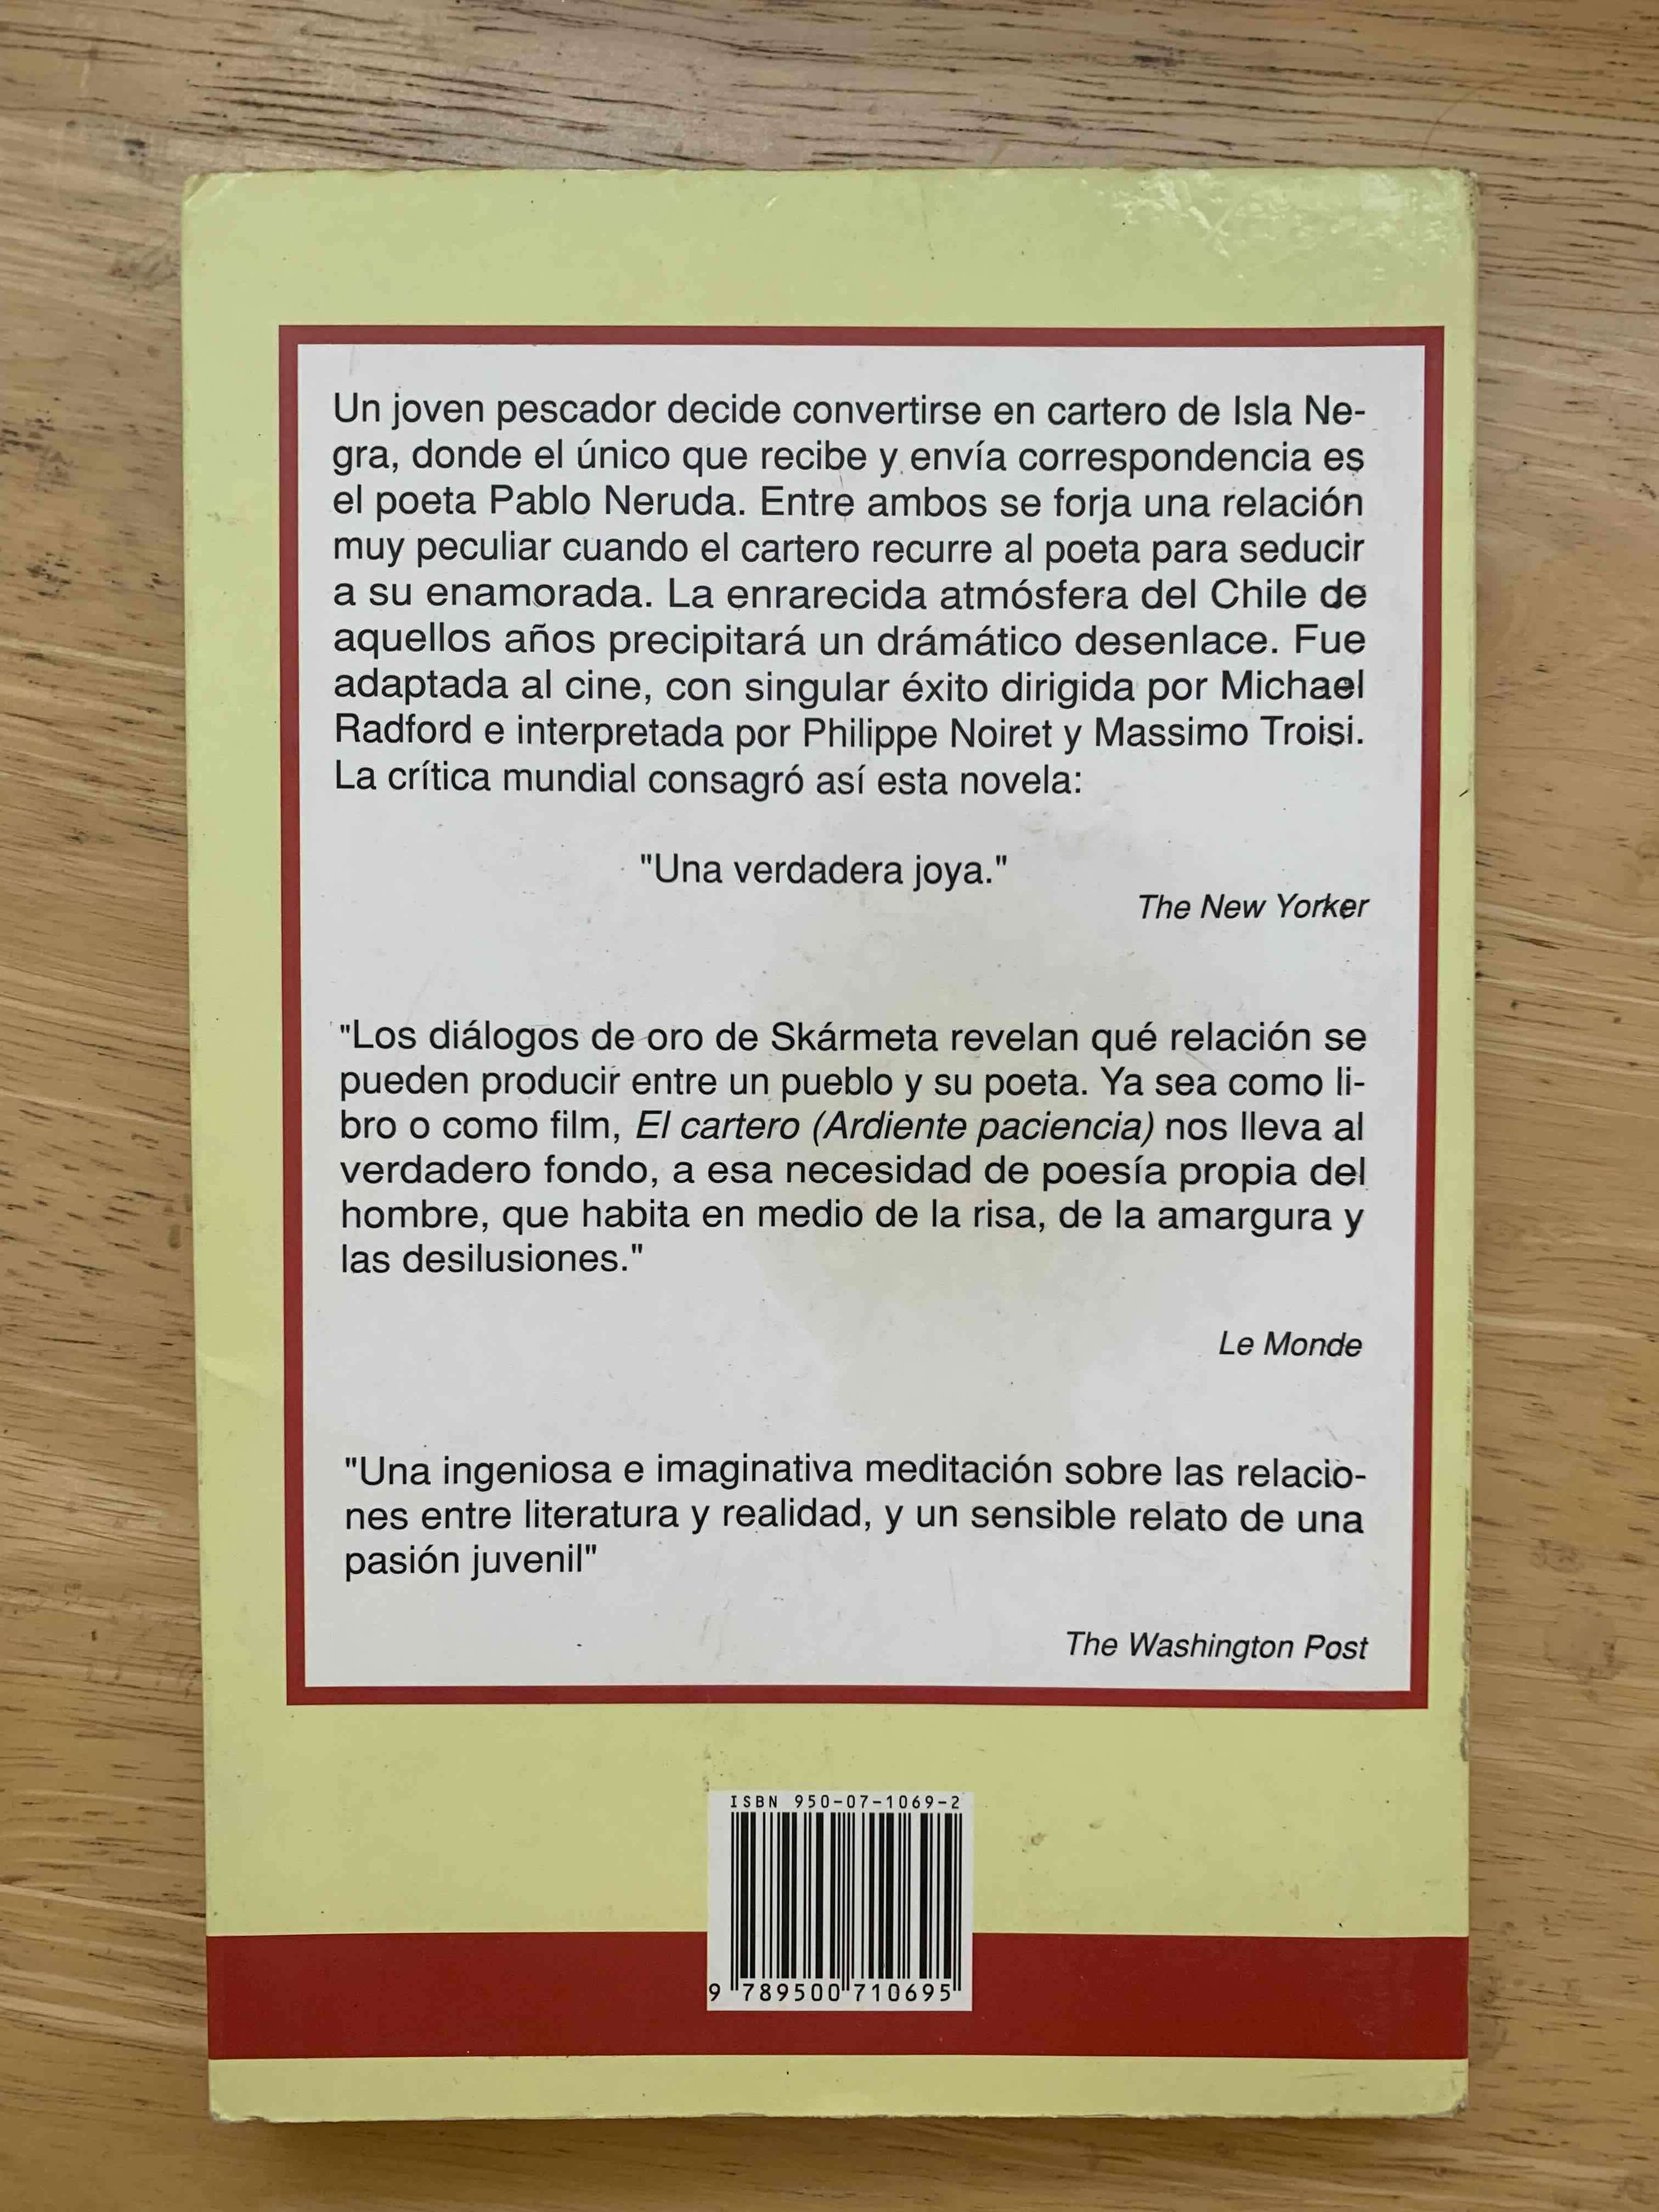 Un joven pescador decide convertirse en cartero de Isla Ne-
gra, donde el único que recibe y envía correspondencia es
el poeta Pablo Neruda. Entre ambos se forja una relación
muy peculiar cuando el cartero recurre al poeta para seducir
a su enamorada. La enrarecida atmósfera del Chile de
aquellos años precipitará un drámático desenlace. Fue
adaptada al cine, con singular éxito dirigida por Michael
Radford e interpretada por Philippe Noiret y Massimo Troisi.
La crítica mundial consagró así esta novela:
"Una verdadera joya."
The New Yorker
"Los diálogos de oro de Skármeta revelan qué relación se
pueden producir entre un pueblo y su poeta. Ya sea como li-
bro o como film, El cartero (Ardiente paciencia) nos lleva al
verdadero fondo, a esa necesidad de poesía propia del
hombre, que habita en medio de la risa, de la amargura y
las desilusiones."
Le Monde
"Una ingeniosa e imaginativa meditación sobre las relacio-
nes entre literatura y realidad, y un sensible relato de una
pasión juvenil"
The Washington Post
ISBN 950-07-1069-2
9 789500 710695